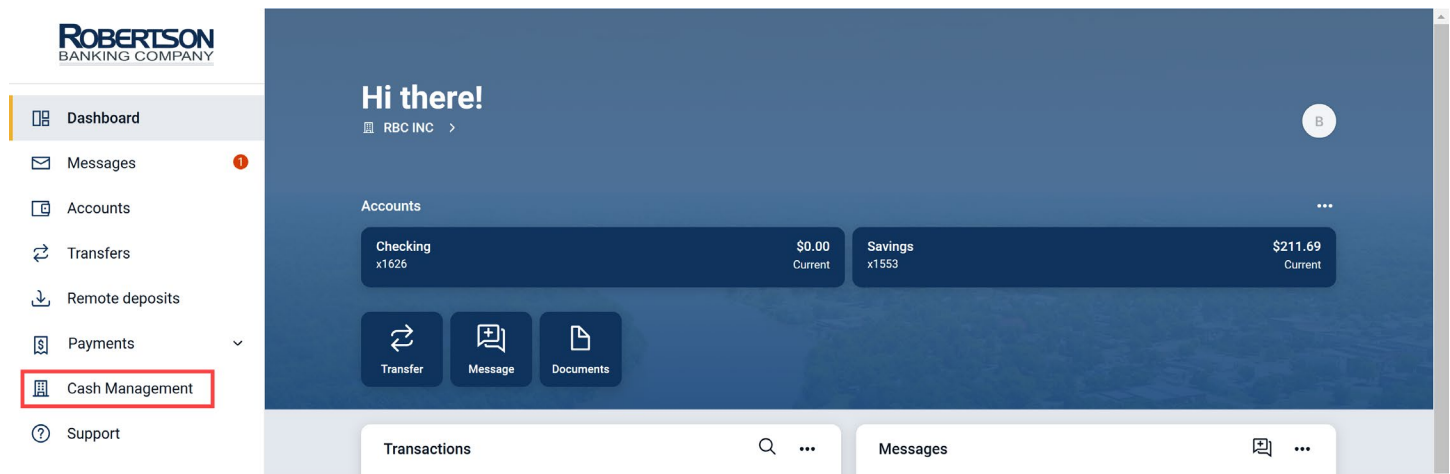 ROBERTSON
BANKING COMPANY
Dashboard
Messages
1
Accounts
Transfers
Remote deposits
Payments
Cash Management
Support
Hi there!
RBC INC
B
Accounts
Checking
$0.00
x1626
Current
Savings
$211.69
x1553
Current
Transfer
Message
Documents
Transactions
Messages